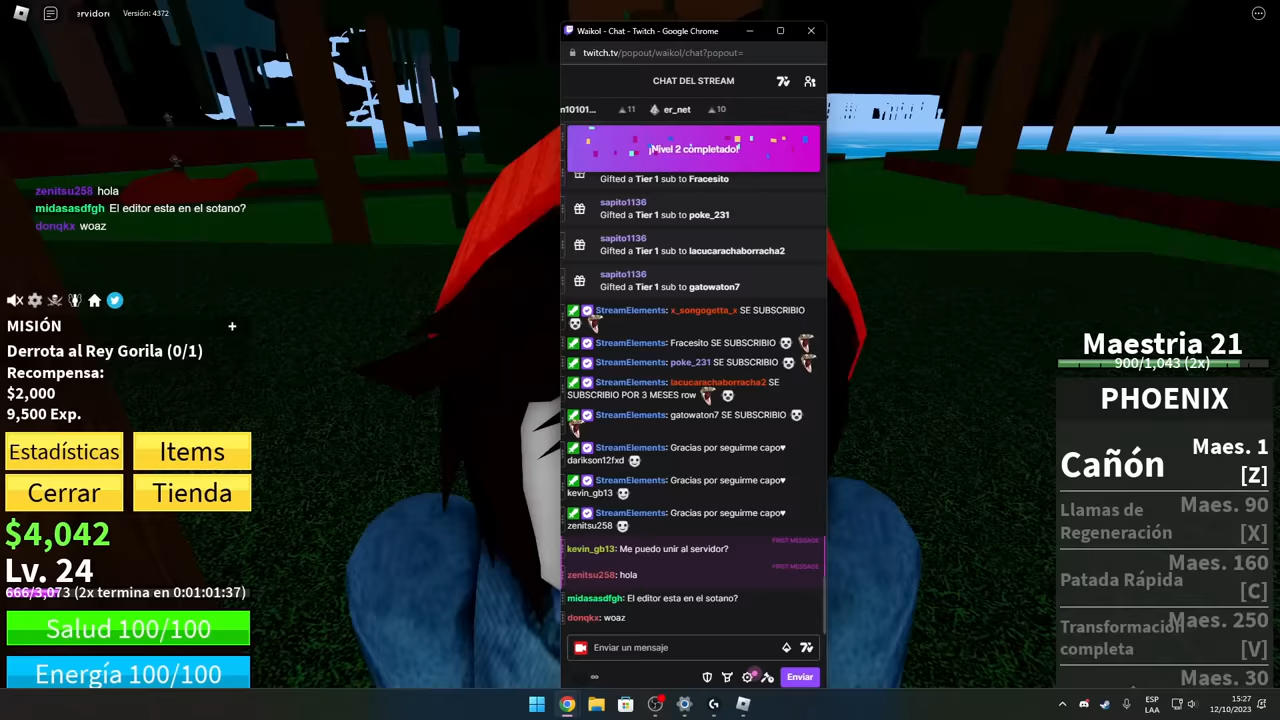 ervidore
Versión: 4372
zenitsu258 hola
midasasdfgh El editor esta en el sotano?
donqkx woaz
MISIÓN +
Derrota al Rey Gorila (0/1)
Recompensa:
$2,000
9,500 Exp.
Estadísticas Items
Cerrar Tienda
$4,042
Lv. 24
666/3,073 (2x termina en 0:01:01:37)
Salud 100/100
Energía 100/100
Waikol - Chat - Twitch - Google Chrome
twitch.tv/popout/waikol/chat?popout=
CHAT DEL STREAM
n10101... 11 er_net 10
¡Nivel 2 completado!
Gifted a Tier 1 sub to Fracesito
sapito1136
Gifted a Tier 1 sub to poke_231
sapito1136
Gifted a Tier 1 sub to lacucarachaborracha2
sapito1136
Gifted a Tier 1 sub to gatowaton7
StreamElements: x_songogetta_x SE SUBSCRIBIO
StreamElements: Fracesito SE SUBSCRIBIO
StreamElements: poke_231 SE SUBSCRIBIO
StreamElements: lacucarachaborracha2 SE
SUBSCRIBIO POR 3 MESES row
StreamElements: gatowaton7 SE SUBSCRIBIO
StreamElements: Gracias por seguirme capo♥
darikson12fxd
StreamElements: Gracias por seguirme capo♥
kevin_gb13
StreamElements: Gracias por seguirme capo♥
zenitsu258
FIRST MESSAGE
kevin_gb13: Me puedo unir al servidor?
FIRST MESSAGE
zenitsu258: hola
midasasdfgh: El editor esta en el sotano?
donqkx: woaz
Enviar un mensaje
Enviar
Maestria 21
900/1,043 (2x)
PHOENIX
Maes. 1
Cañón [Z]
Maes. 90
Llamas de
Regeneración [X]
Maes. 160
Patada Rápida [C]
Maes. 250
Transformación
completa [V]
Maes. 30
ESP
LAA
15:27
12/10/2023